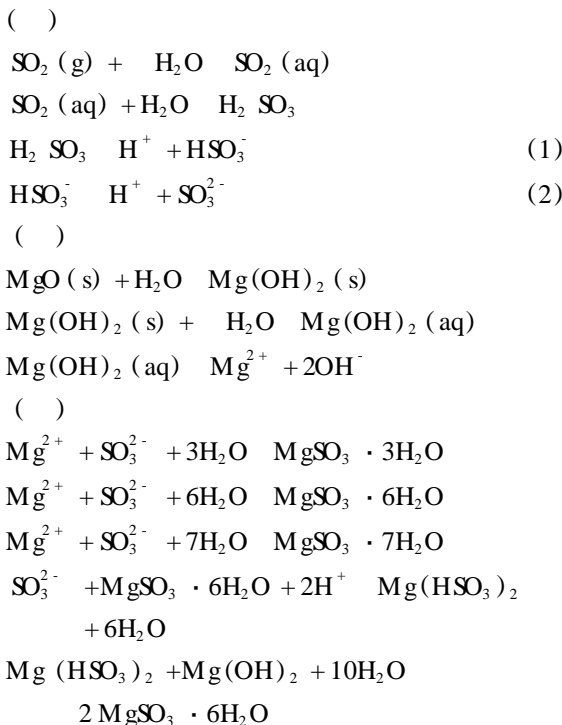 ( )
SO₂ (g) + H₂O SO₂ (aq)
SO₂ (aq) + H₂O H₂ SO₃
H₂ SO₃ H⁺ + HSO₃⁻ (1)
HSO₃⁻ H⁺ + SO₃²⁻ (2)
( )
MgO (s) + H₂O Mg(OH)₂ (s)
Mg(OH)₂ (s) + H₂O Mg(OH)₂ (aq)
Mg(OH)₂ (aq) Mg²⁺ + 2OH⁻
( )
Mg²⁺ + SO₃²⁻ + 3H₂O MgSO₃ · 3H₂O
Mg²⁺ + SO₃²⁻ + 6H₂O MgSO₃ · 6H₂O
Mg²⁺ + SO₃²⁻ + 7H₂O MgSO₃ · 7H₂O
SO₃²⁻ + MgSO₃ · 6H₂O + 2H⁺ Mg(HSO₃)₂
+ 6H₂O
Mg (HSO₃)₂ + Mg(OH)₂ + 10H₂O
2 MgSO₃ · 6H₂O